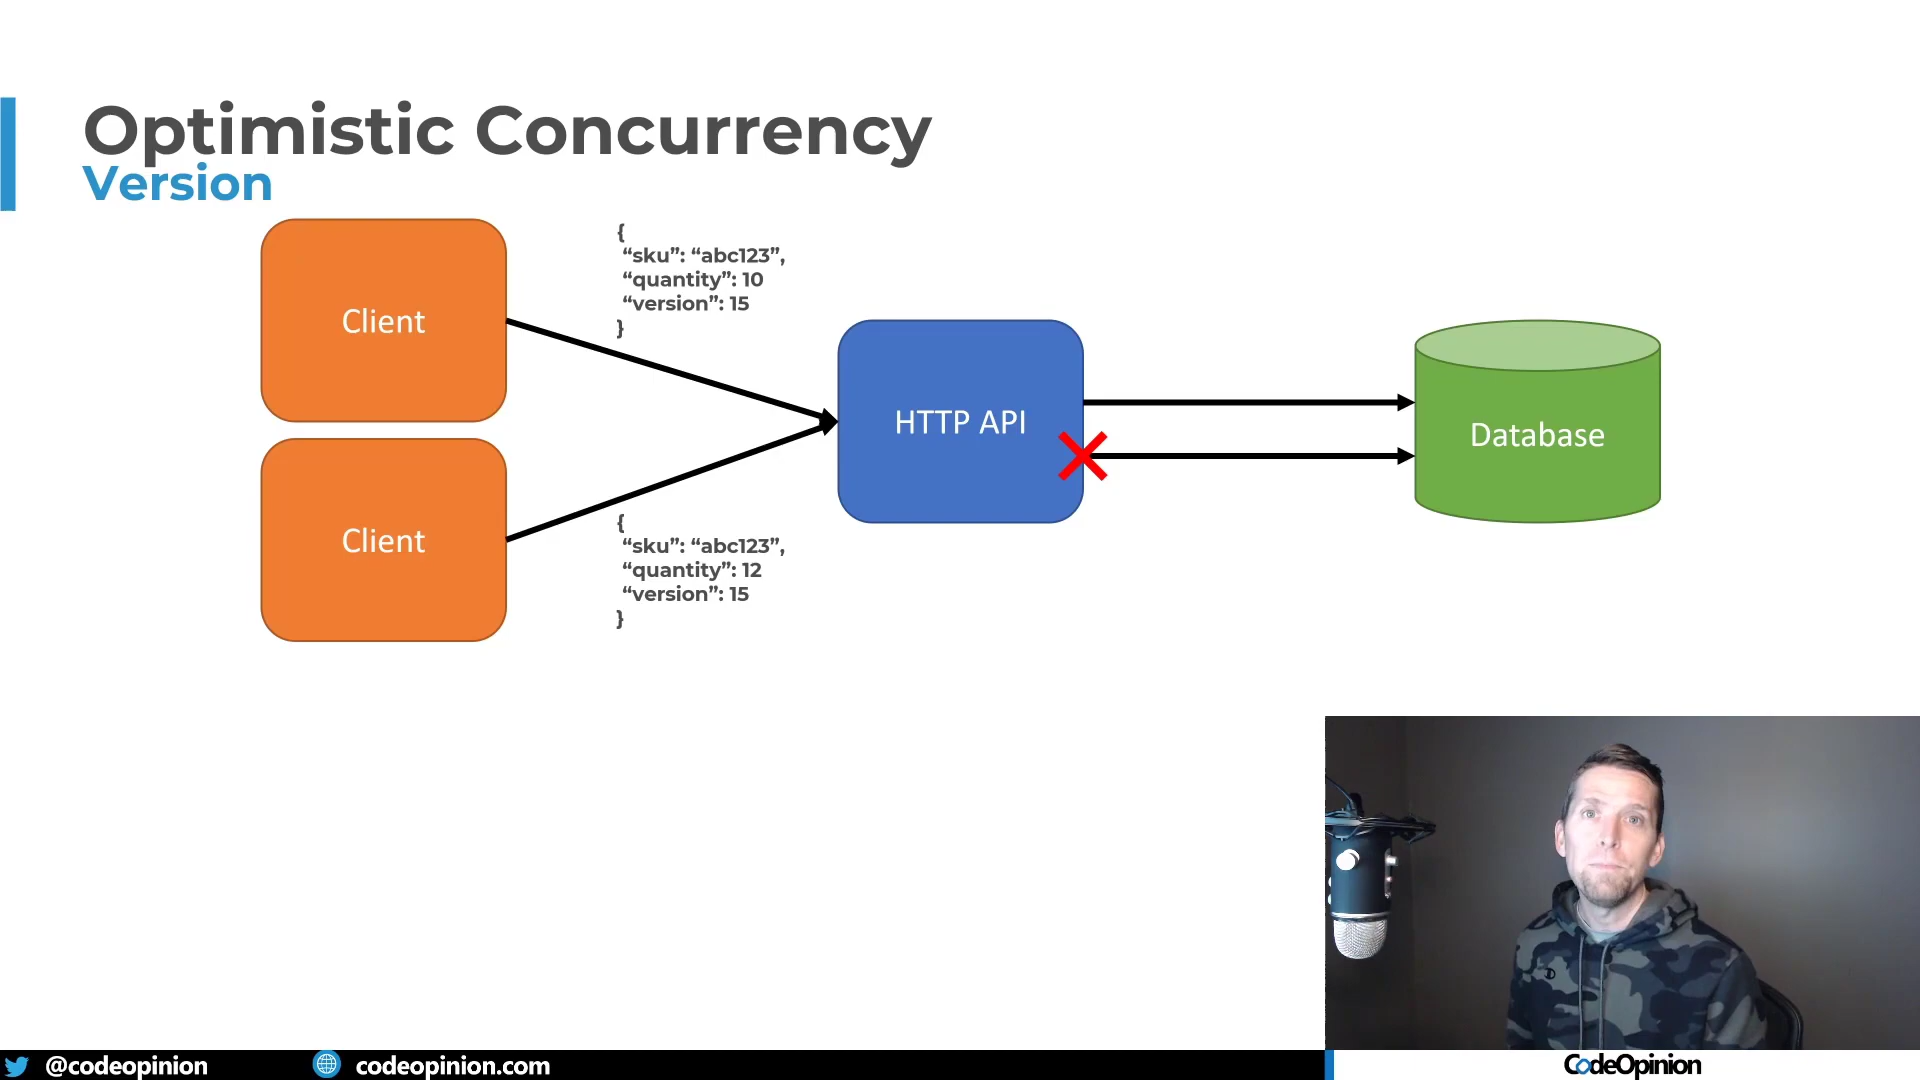 Optimistic Concurrency
Version
Client
{
“sku”: “abc123”,
“quantity”: 10
“version”: 15
}
HTTP API
Database
Client
{
“sku”: “abc123”,
“quantity”: 12
“version”: 15
}
@codeopinion
codeopinion.com
CodeOpinion